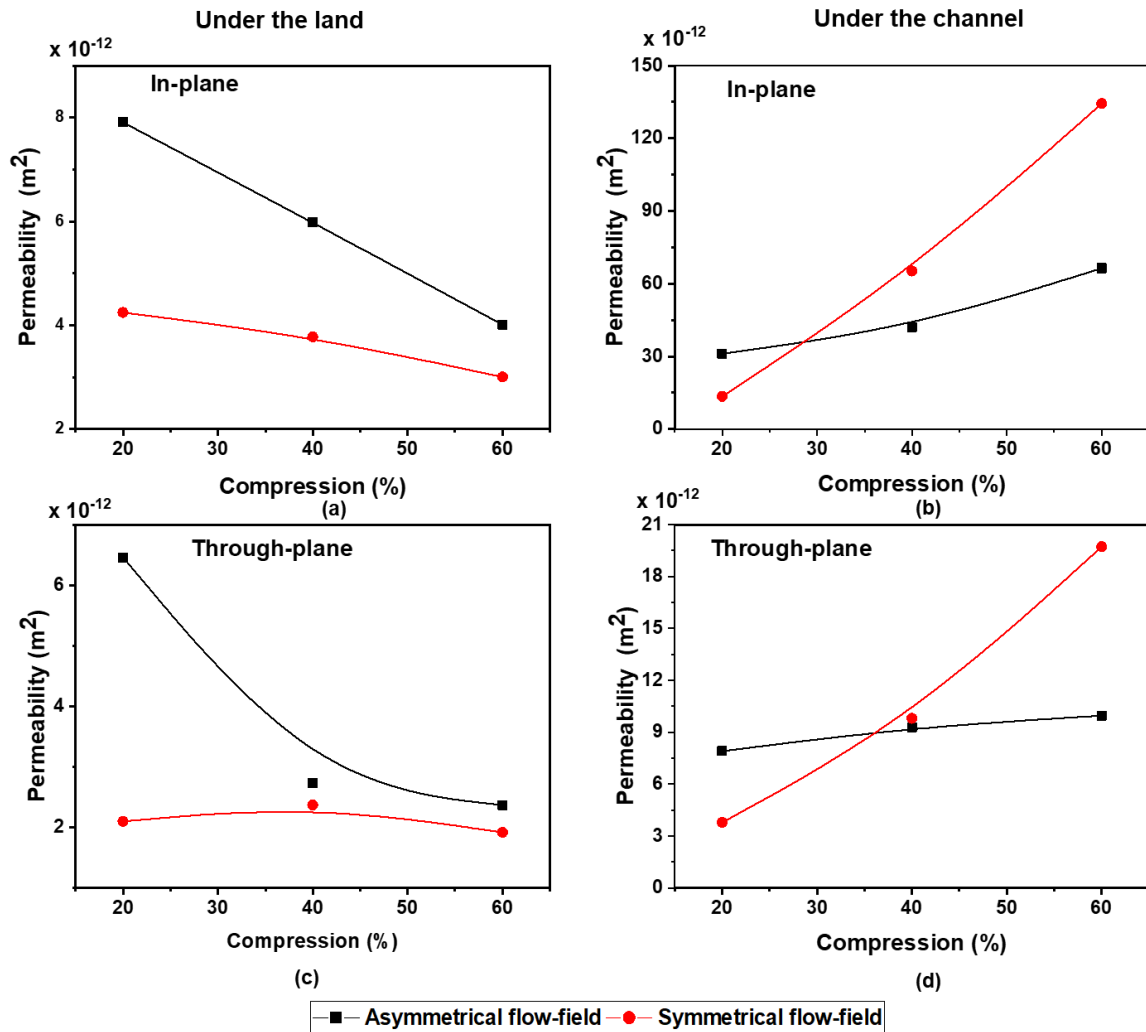 Under the land
x 10^-12
In-plane
8
6
4
2
Permeability (m^2)
20 30 40 50 60
Compression (%)
(a)
Under the channel
x 10^-12
In-plane
150
120
90
60
30
0
Permeability (m^2)
20 30 40 50 60
Compression (%)
(b)
x 10^-12
Through-plane
6
4
2
Permeability (m^2)
20 30 40 50 60
Compression (%)
(c)
x 10^-12
Through-plane
21
18
15
12
9
6
3
0
Permeability (m^2)
20 30 40 50 60
Compression (%)
(d)
Asymmetrical flow-field Symmetrical flow-field